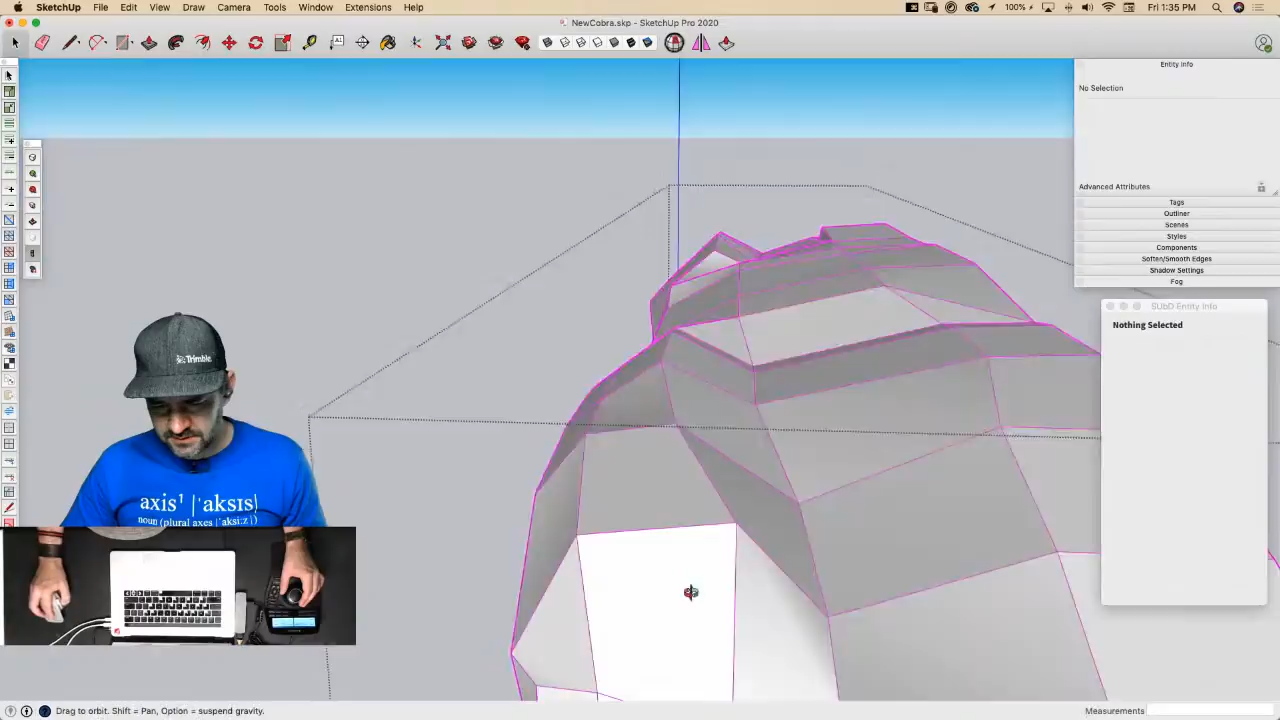 SketchUp File Edit View Draw Camera Tools Window Extensions Help
100% Fri 1:35 PM
NewCobra.skp - SketchUp Pro 2020
Entity Info
No Selection
Advanced Attributes
Tags
Outliner
Scenes
Styles
Components
Soften/Smooth Edges
Shadow Settings
Fog
SUbD Entity Info
Nothing Selected
Trimble
axis¹ |ˈaksɪs|
noun (plural axes |ˈakˌsiːz|)
Drag to orbit. Shift = Pan, Option = suspend gravity.
Measurements